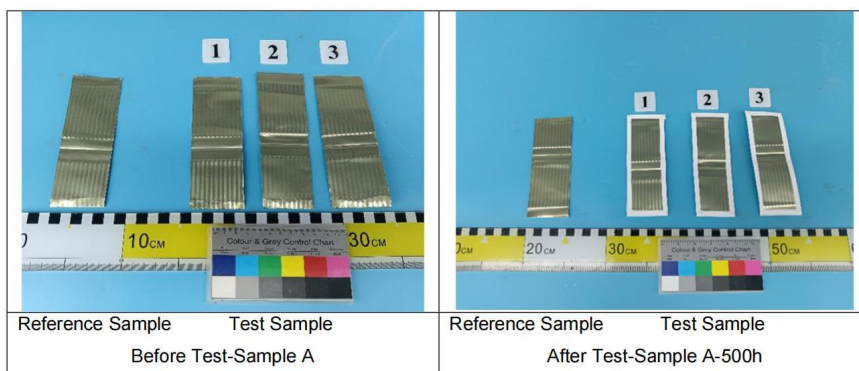 1 2 3
10CM
30CM
Colour & Grey Control Chart
Reference Sample Test Sample
Before Test-Sample A
1 2 3
20CM
30CM
50CM
Colour & Grey Control Chart
Reference Sample Test Sample
After Test-Sample A-500h